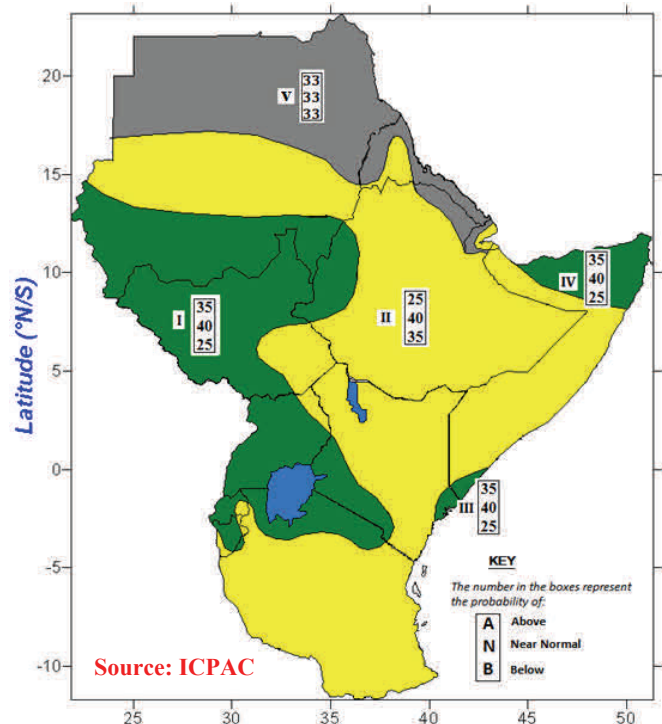 20
15
10
5
0
-5
-10
Latitude (°N/S)
V
33
33
33
IV
35
40
25
I
35
40
25
II
25
40
35
III
35
40
25
KEY
The number in the boxes represent
the probability of:
A Above
N Near Normal
B Below
Source: ICPAC
25 30 35 40 45 50